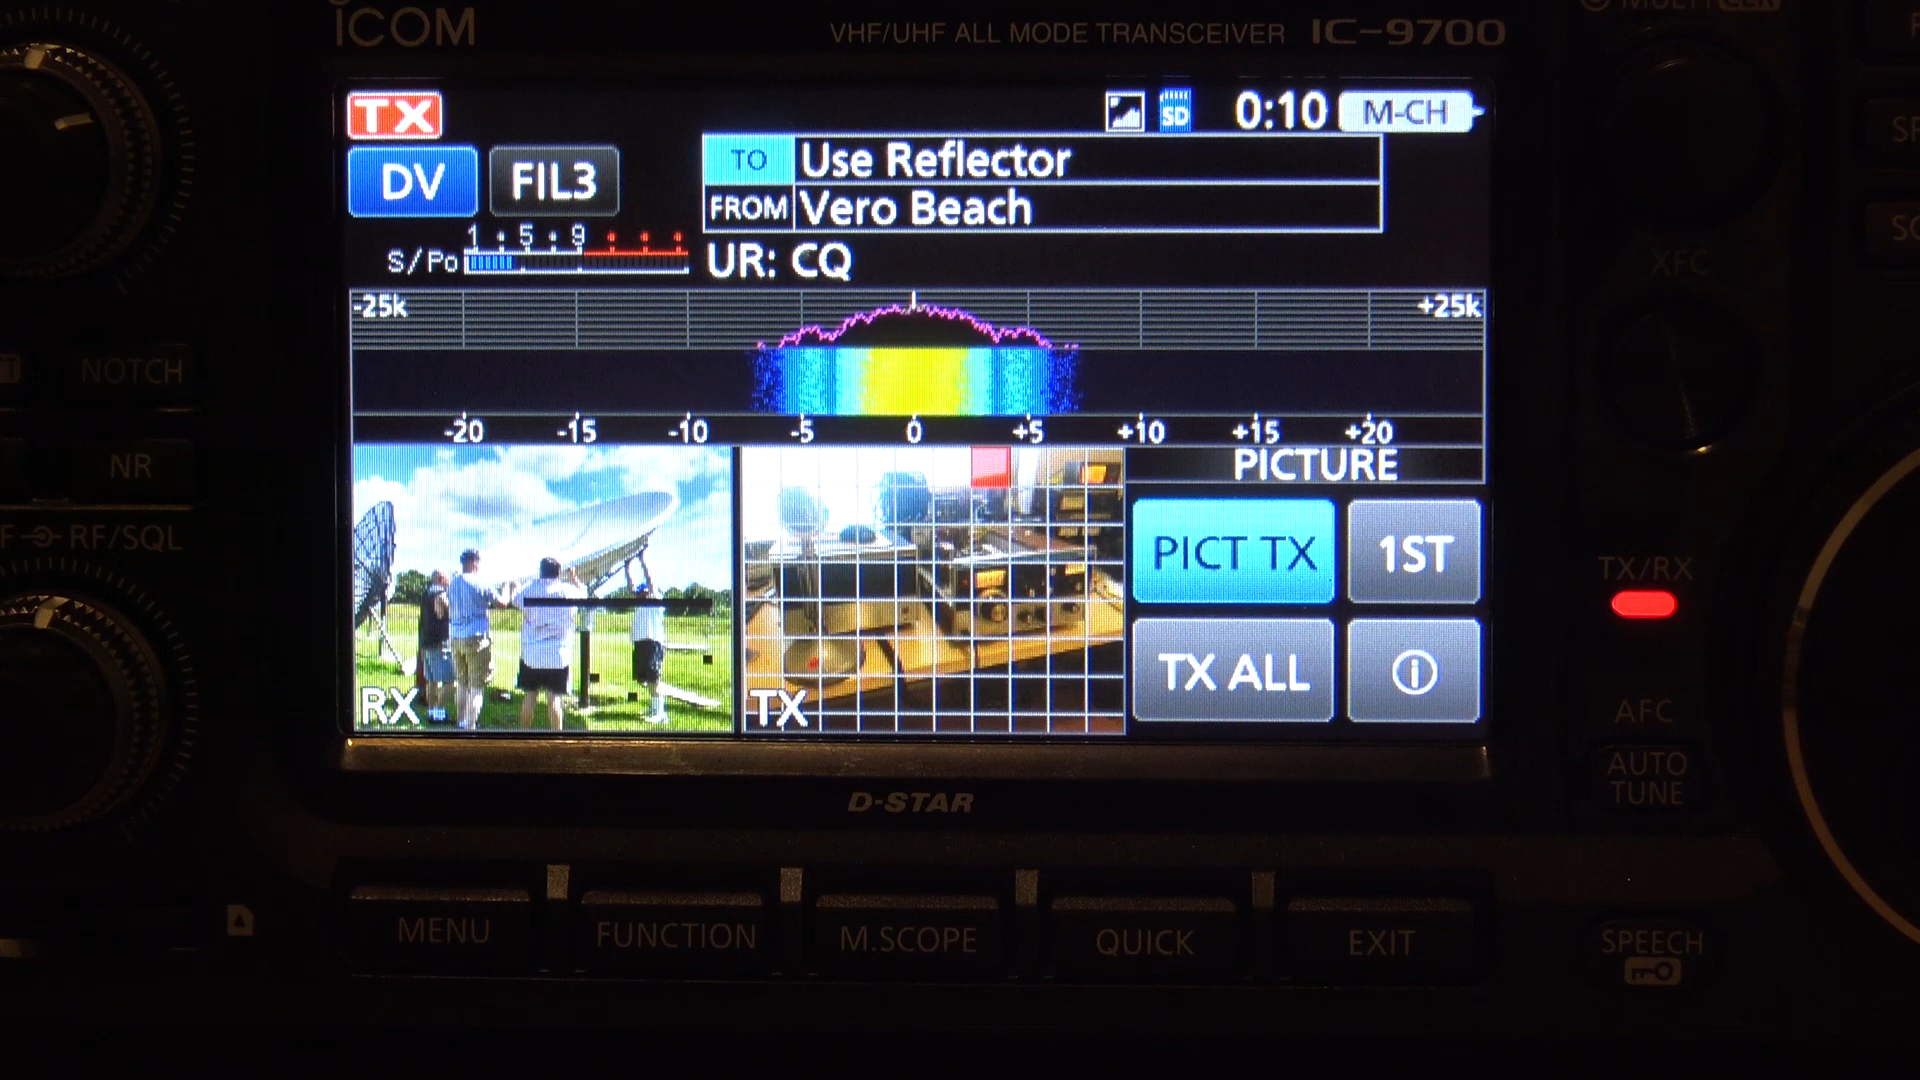 ICOM
VHF/UHF ALL MODE TRANSCEIVER IC-9700
TX
SD
0:10
M-CH
DV
FIL3
TO Use Reflector
FROM Vero Beach
1 5 9
S/Po
UR: CQ
-25k
+25k
-20 -15 -10 -5 0 +5 +10 +15 +20
PICTURE
RX
TX
PICT TX
1ST
TX ALL
i
D-STAR
MENU
FUNCTION
M.SCOPE
QUICK
EXIT
NOTCH
NR
RF/SQL
XFC
TX/RX
AFC
AUTO
TUNE
SPEECH